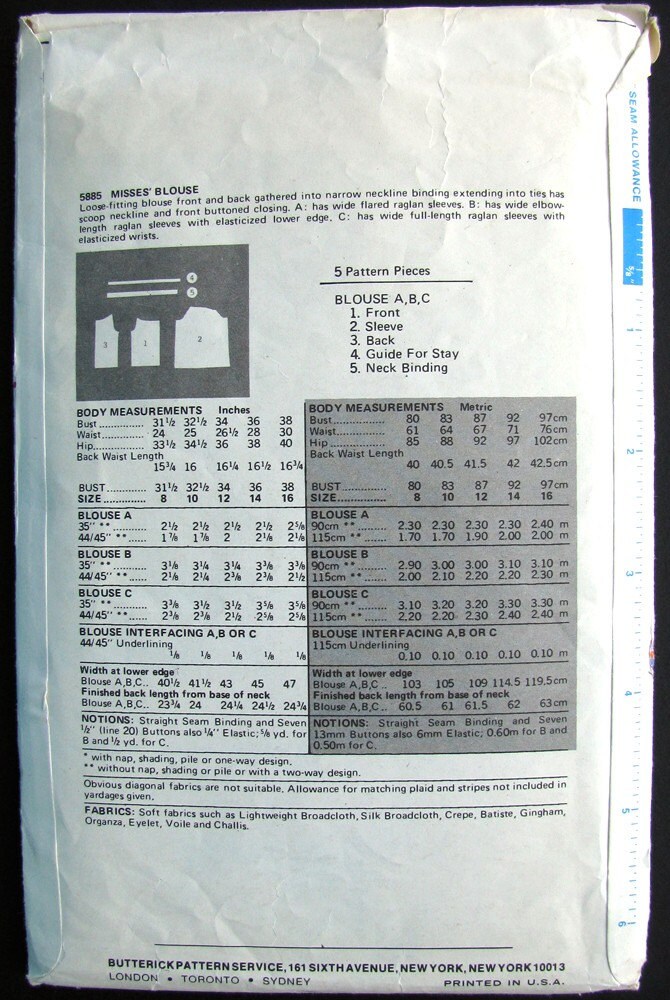 5885 MISSES' BLOUSE
Loose-fitting blouse front and back gathered into narrow neckline binding extending into ties has
scoop neckline and front buttoned closing. A: has wide flared raglan sleeves. B: has wide elbow-
length raglan sleeves with elasticized lower edge. C: has wide full-length raglan sleeves with
elasticized wrists.
4
5
3 1 2
5 Pattern Pieces
BLOUSE A,B,C
1. Front
2. Sleeve
3. Back
4. Guide For Stay
5. Neck Binding
BODY MEASUREMENTS Inches
Bust .............. 31½ 32½ 34 36 38
Waist .............. 24 25 26½ 28 30
Hip .............. 33½ 34½ 36 38 40
Back Waist Length
15¾ 16 16¼ 16½ 16¾
BUST ............ 31½ 32½ 34 36 38
SIZE ............ 8 10 12 14 16
BLOUSE A
35" ** .......... 2½ 2½ 2½ 2½ 2⅝
44/45" ** ...... 1⅞ 1⅞ 2 2⅛ 2⅛
BLOUSE B
35" ** .......... 3⅛ 3¼ 3¼ 3⅜ 3⅜
44/45" ** ...... 2⅛ 2¼ 2⅜ 2⅜ 2½
BLOUSE C
35" ** .......... 3⅜ 3½ 3½ 3⅝ 3⅝
44/45" ** ...... 2⅜ 2⅜ 2½ 2⅝ 2⅝
BLOUSE INTERFACING A,B OR C
44/45" Underlining
⅛ ⅛ ⅛ ⅛ ⅛
Width at lower edge
Blouse A,B,C.. 40½ 41½ 43 45 47
Finished back length from base of neck
Blouse A,B,C.. 23¾ 24 24¼ 24½ 24¾
NOTIONS: Straight Seam Binding and Seven
½" (line 20) Buttons also ¼" Elastic; ⅝ yd. for
B and ½ yd. for C.
BODY MEASUREMENTS Metric
Bust .............. 80 83 87 92 97cm
Waist .............. 61 64 67 71 76cm
Hip .............. 85 88 92 97 102cm
Back Waist Length
40 40.5 41.5 42 42.5cm
BUST ............ 80 83 87 92 97cm
SIZE .............. 8 10 12 14 16
BLOUSE A
90cm ** ......... 2.30 2.30 2.30 2.30 2.40 m
115cm ** ........ 1.70 1.70 1.90 2.00 2.00 m
BLOUSE B
90cm ** ......... 2.90 3.00 3.00 3.10 3.10 m
115cm ** ........ 2.00 2.10 2.20 2.20 2.30 m
BLOUSE C
90cm ** ......... 3.10 3.20 3.20 3.30 3.30 m
115cm ** ........ 2.20 2.20 2.30 2.40 2.40 m
BLOUSE INTERFACING A,B OR C
115cm Underlining
0.10 0.10 0.10 0.10 0.10 m
Width at lower edge
Blouse A,B,C .. 103 105 109 114.5 119.5cm
Finished back length from base of neck
Blouse A,B,C .. 60.5 61 61.5 62 63cm
NOTIONS: Straight Seam Binding and Seven
13mm Buttons also 6mm Elastic; 0.60m for B and
0.50m for C.
* with nap, shading, pile or one-way design.
** without nap, shading or pile or with a two-way design.
Obvious diagonal fabrics are not suitable. Allowance for matching plaid and stripes not included in
yardages given.
FABRICS: Soft fabrics such as Lightweight Broadcloth, Silk Broadcloth, Crepe, Batiste, Gingham,
Organza, Eyelet, Voile and Challis.
BUTTERICK PATTERN SERVICE, 161 SIXTH AVENUE, NEW YORK, NEW YORK 10013
LONDON • TORONTO • SYDNEY
PRINTED IN U.S.A.
SEAM ALLOWANCE
⅝"
1
2
3
4
5
6